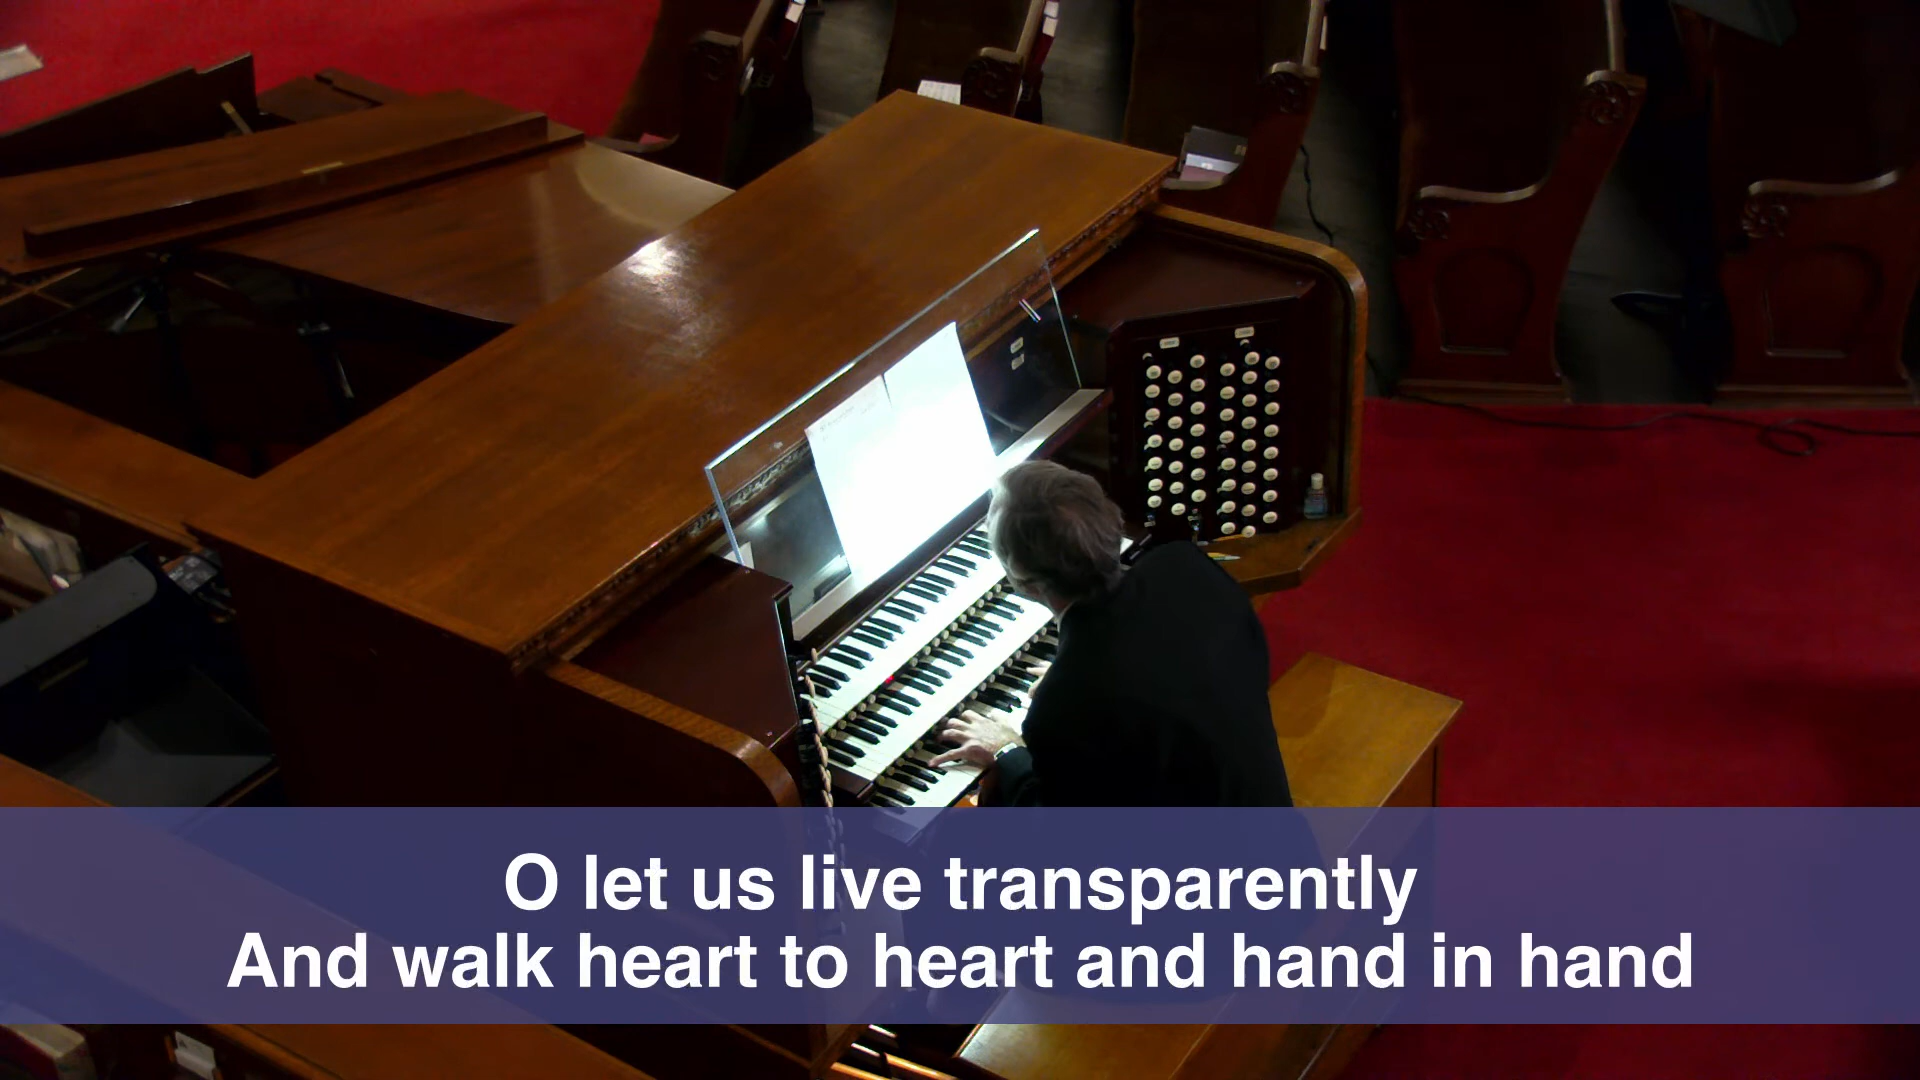 O let us live transparently
And walk heart to heart and hand in hand